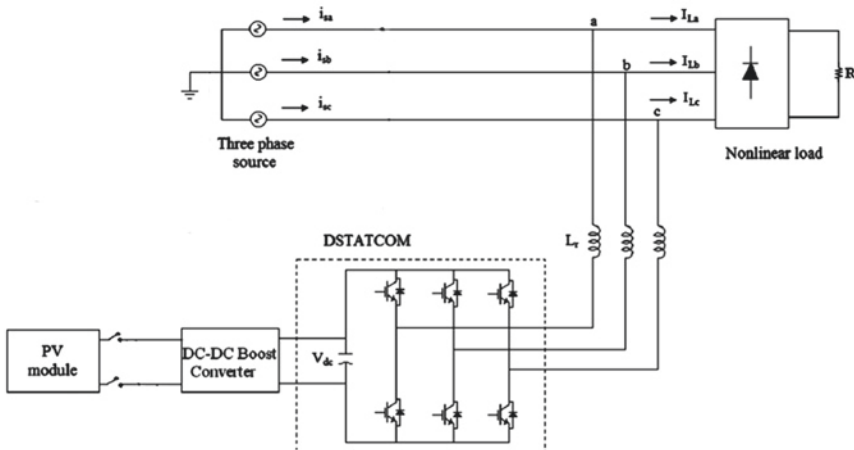 i_sa
a
I_La
i_sb
b
I_Lb
R
i_sc
c
I_Lc
Three phase
source
Nonlinear load
DSTATCOM
L_r
PV
module
DC-DC Boost
Converter
V_dc